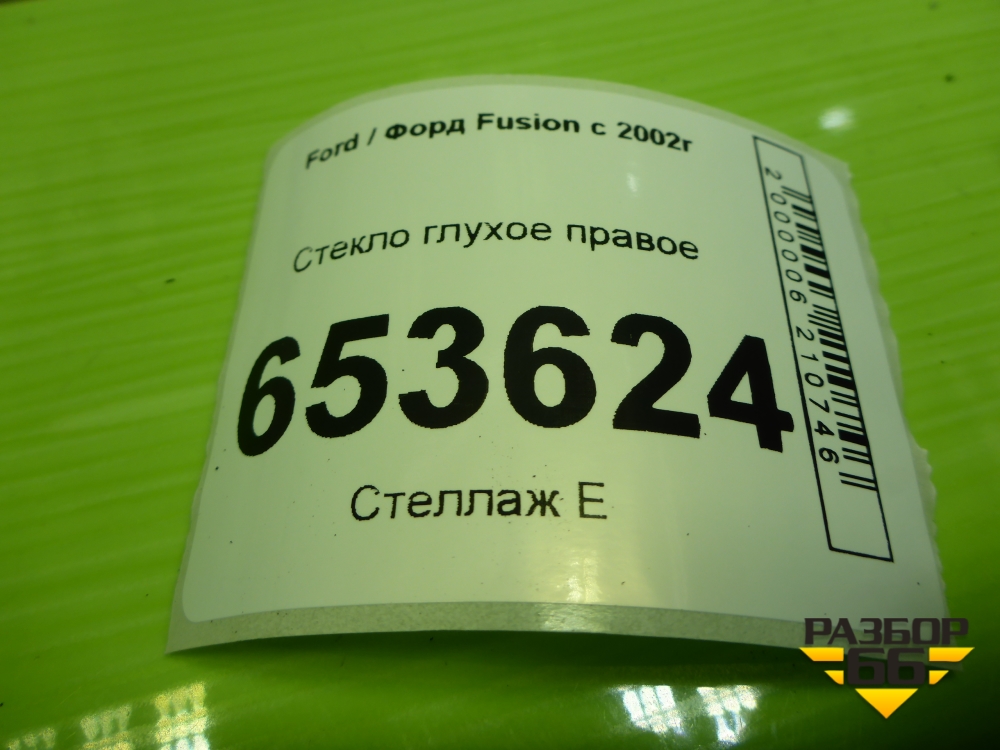 Ford / Форд Fusion с 2002г
Стекло глухое правое
653624
Стеллаж Е
2000006210746
РАЗБОР
66